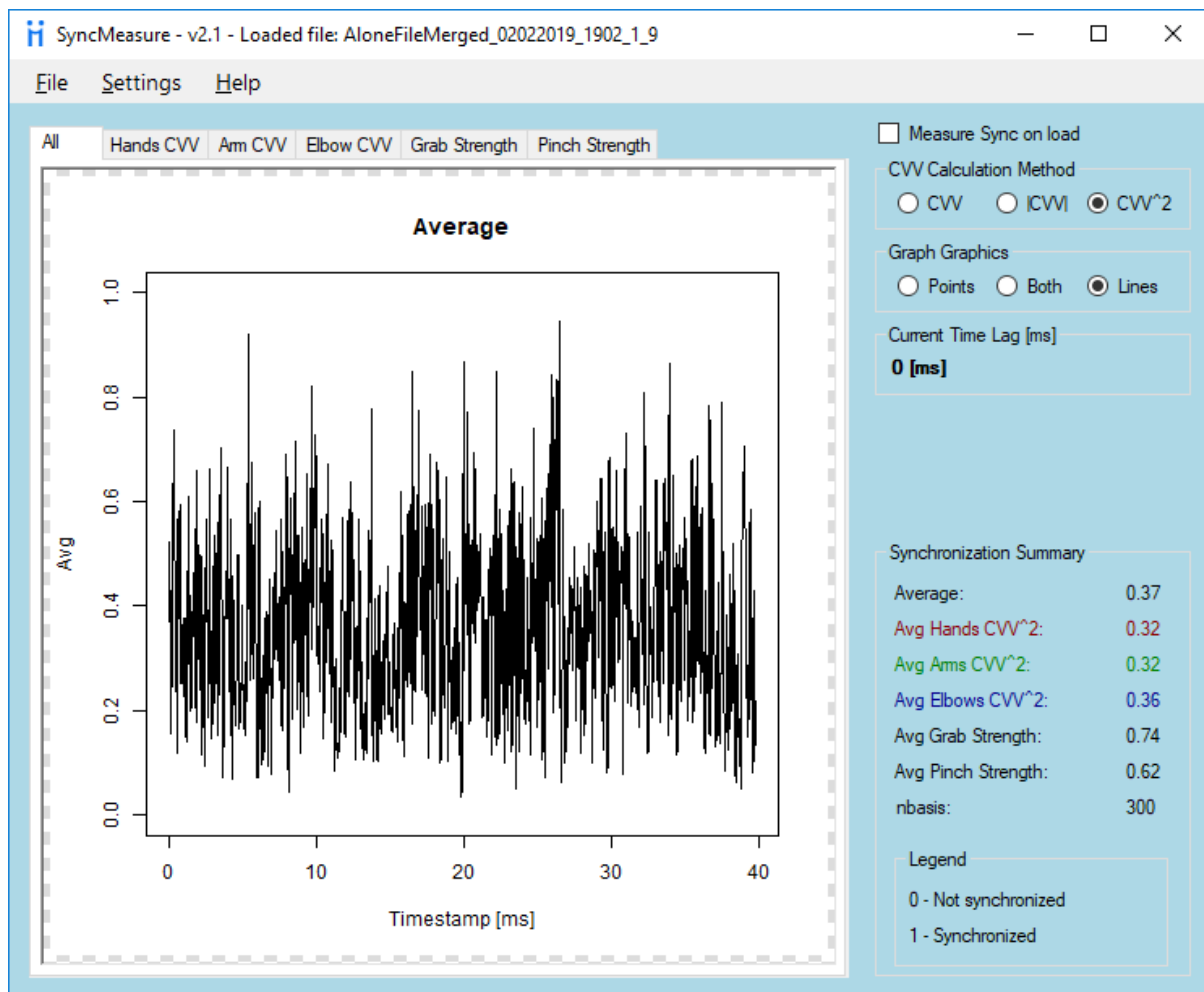 SyncMeasure - v2.1 - Loaded file: AloneFileMerged_02022019_1902_1_9
File Settings Help
All Hands CVV Arm CVV Elbow CVV Grab Strength Pinch Strength
Average
1.0
0.8
0.6
0.4
0.2
0.0
Avg
0 10 20 30 40
Timestamp [ms]
Measure Sync on load
CVV Calculation Method
CVV |CVV| CVV^2
Graph Graphics
Points Both Lines
Current Time Lag [ms]
0 [ms]
Synchronization Summary
Average: 0.37
Avg Hands CVV^2: 0.32
Avg Arms CVV^2: 0.32
Avg Elbows CVV^2: 0.36
Avg Grab Strength: 0.74
Avg Pinch Strength: 0.62
nbasis: 300
Legend
0 - Not synchronized
1 - Synchronized